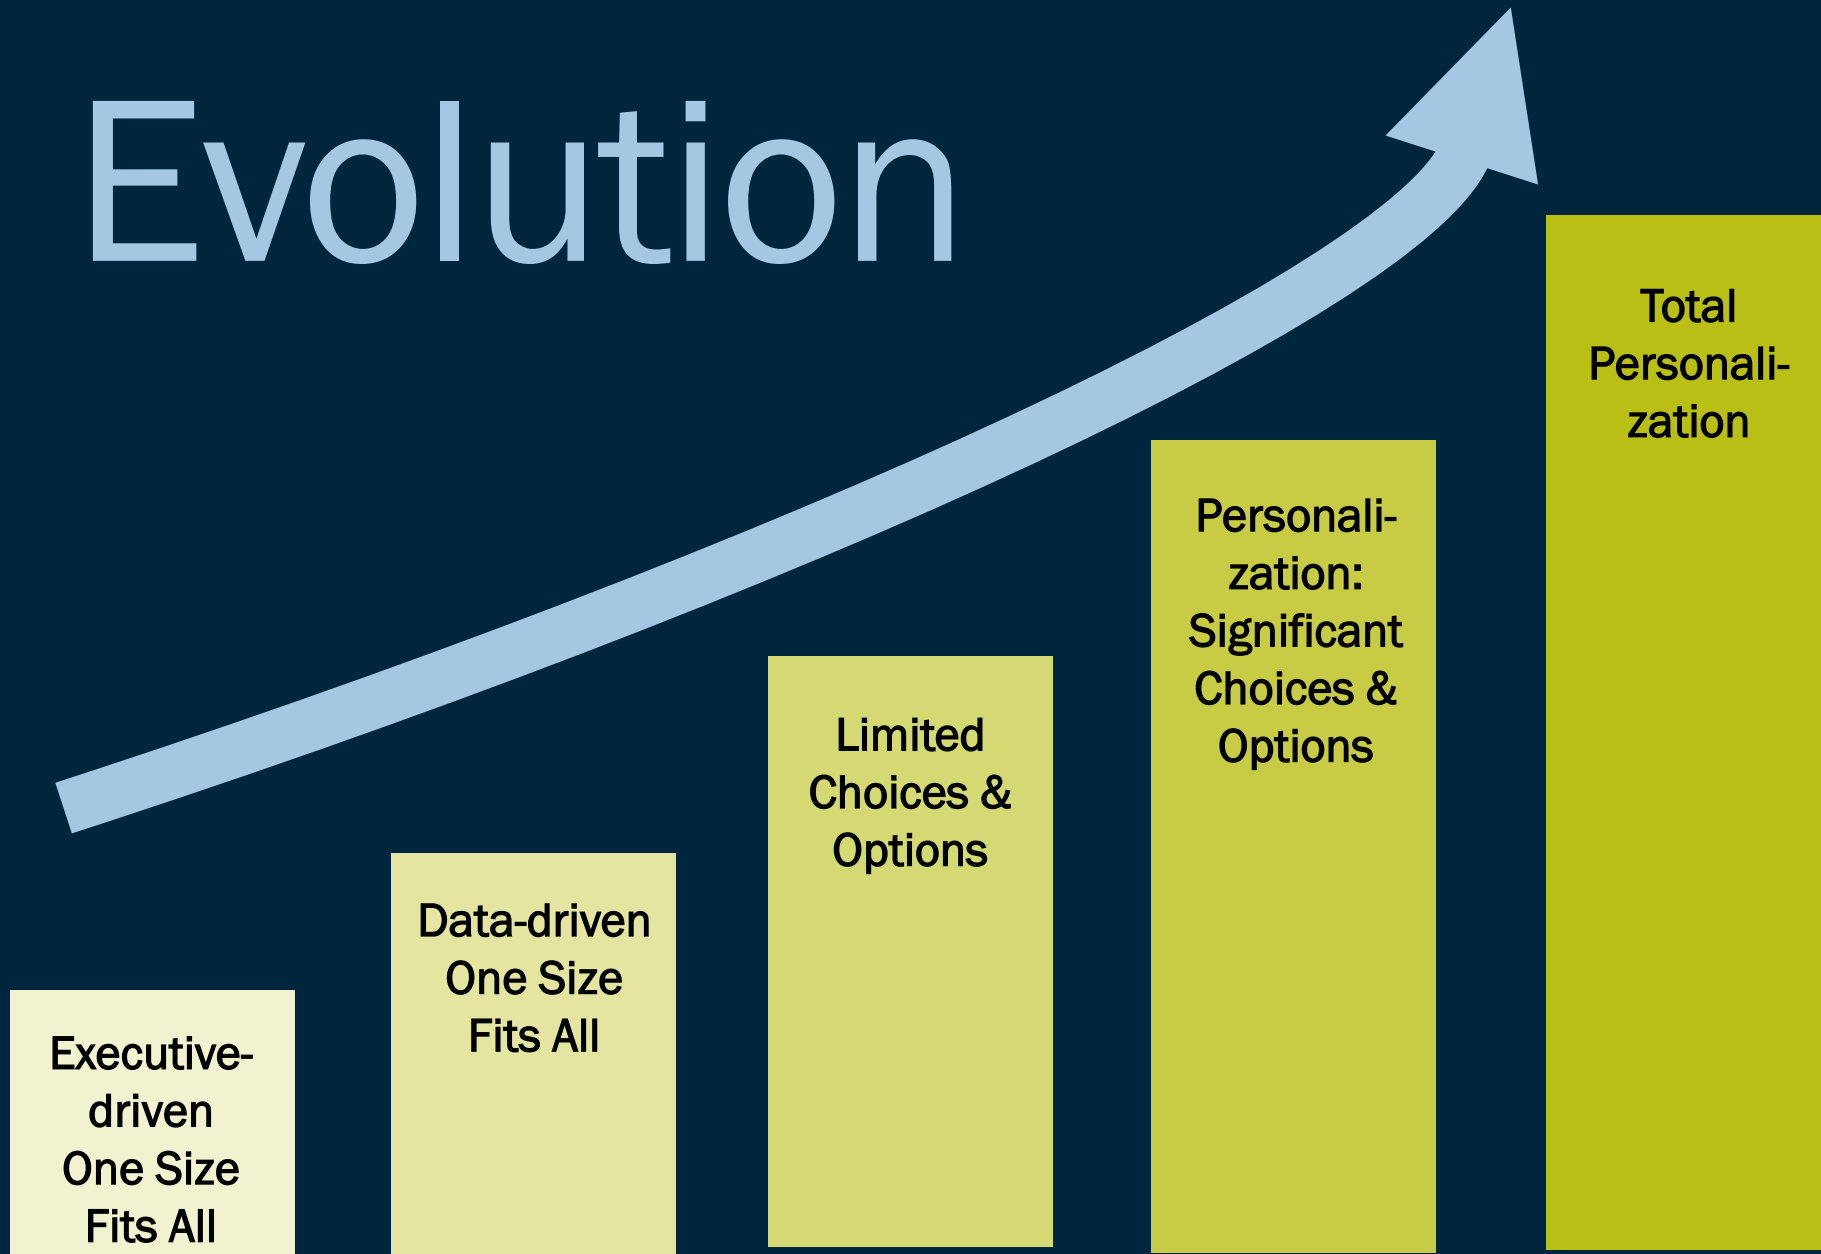 Evolution
Executive-
driven
One Size
Fits All
Data-driven
One Size
Fits All
Limited
Choices &
Options
Personali-
zation:
Significant
Choices &
Options
Total
Personali-
zation